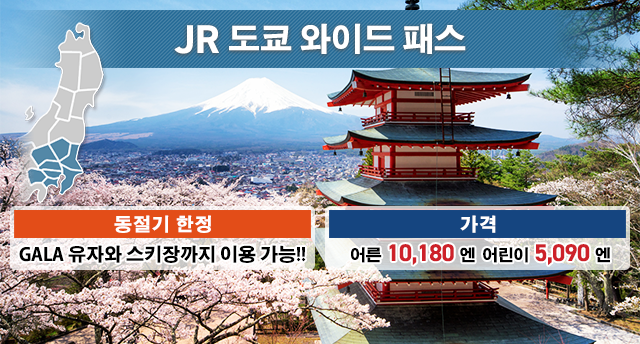 JR 도쿄 와이드 패스
동절기 한정
GALA 유자와 스키장까지 이용 가능!!
가격
어른 10,180 엔 어린이 5,090 엔